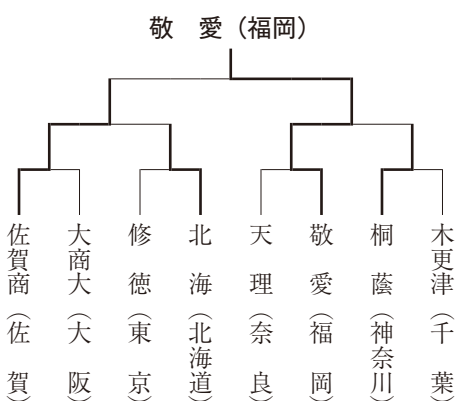 敬　愛（福岡）
佐賀商（佐　賀）
大商大（大　阪）
修　徳（東　京）
北　海（北海道）
天　理（奈　良）
敬　愛（福　岡）
桐　蔭（神奈川）
木更津（千　葉）